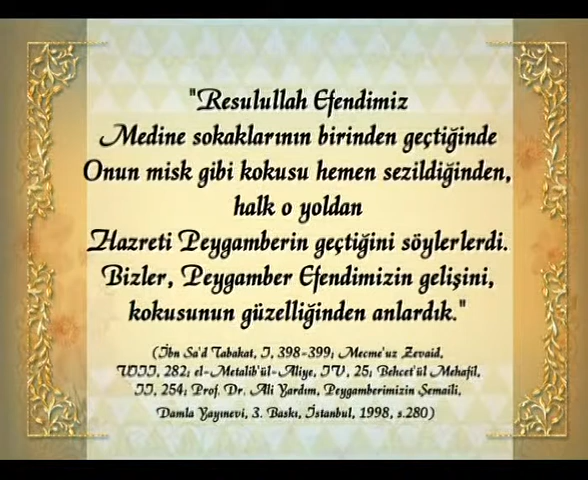 "Resulullah Efendimiz
Medine sokaklarının birinden geçtiğinde
Onun misk gibi kokusu hemen sezildiğinden,
halk o yoldan
Hazreti Peygamberin geçtiğini söylerlerdi.
Bizler, Peygamber Efendimizin gelişini,
kokusunun güzelliğinden anlardık."
(İbn Sa'd Tabakat, I, 398-399; Mecme'uz Zevaid,
VIII, 282; el-Metalib'ül-Aliye, IV, 25; Behcet'ül Mehafil,
II, 254; Prof. Dr. Ali Yardım, Peygamberimizin Şemaili,
Damla Yayınevi, 3. Baskı, İstanbul, 1998, s.280)